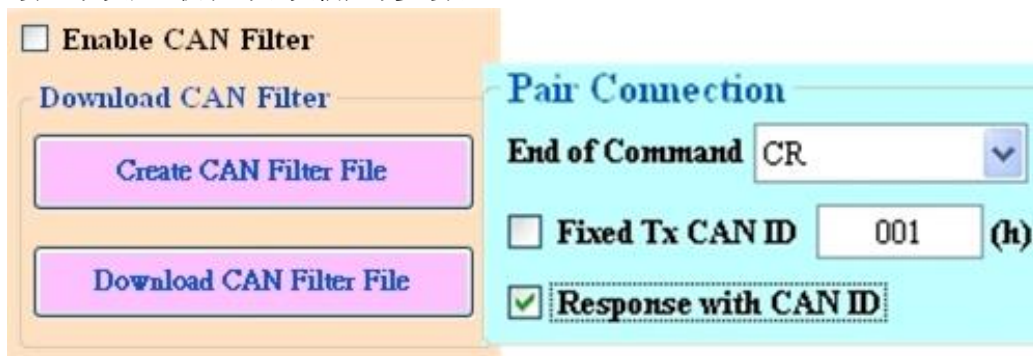 Enable CAN Filter
Download CAN Filter
Create CAN Filter File
Download CAN Filter File
Pair Connection
End of Command CR
Fixed Tx CAN ID 001 (h)
Response with CAN ID